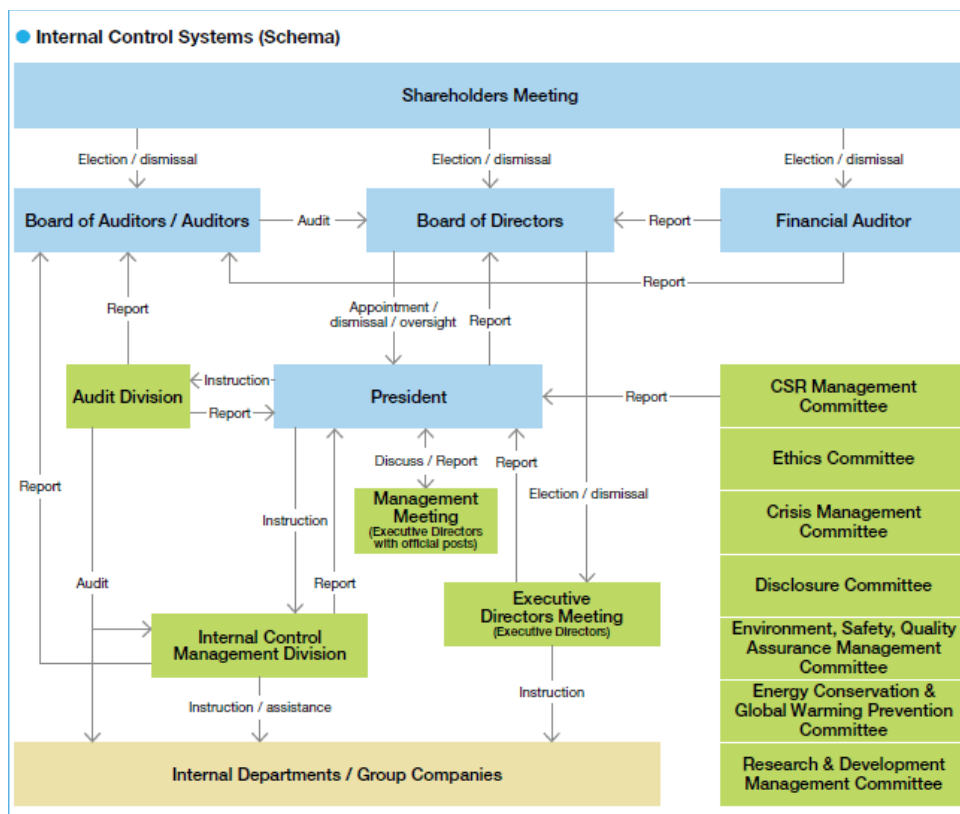 Internal Control Systems (Schema)
Shareholders Meeting
Election / dismissal
Election / dismissal
Election / dismissal
Board of Auditors / Auditors
Audit
Board of Directors
Report
Financial Auditor
Report
Report
Appointment /
dismissal / oversight
Report
Audit Division
Instruction
Report
President
Report
CSR Management
Committee
Ethics Committee
Crisis Management
Committee
Disclosure Committee
Environment, Safety, Quality
Assurance Management
Committee
Energy Conservation &
Global Warming Prevention
Committee
Research & Development
Management Committee
Discuss / Report
Report
Management
Meeting
(Executive Directors
with official posts)
Election / dismissal
Report
Instruction
Audit
Report
Executive
Directors Meeting
(Executive Directors)
Internal Control
Management Division
Instruction / assistance
Instruction
Internal Departments / Group Companies